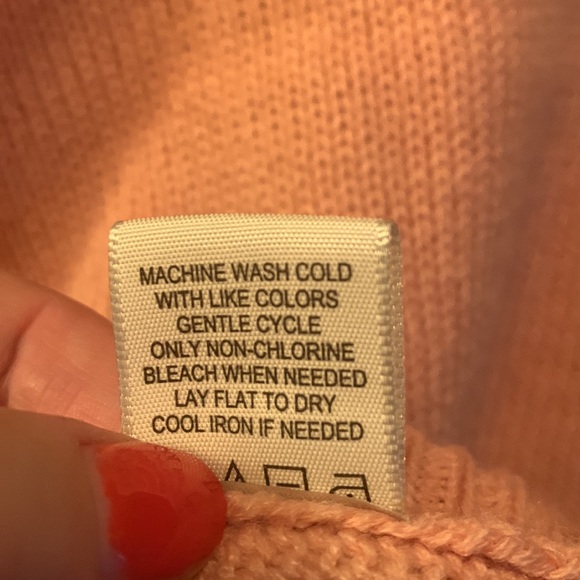 MACHINE WASH COLD
WITH LIKE COLORS
GENTLE CYCLE
ONLY NON-CHLORINE
BLEACH WHEN NEEDED
LAY FLAT TO DRY
COOL IRON IF NEEDED